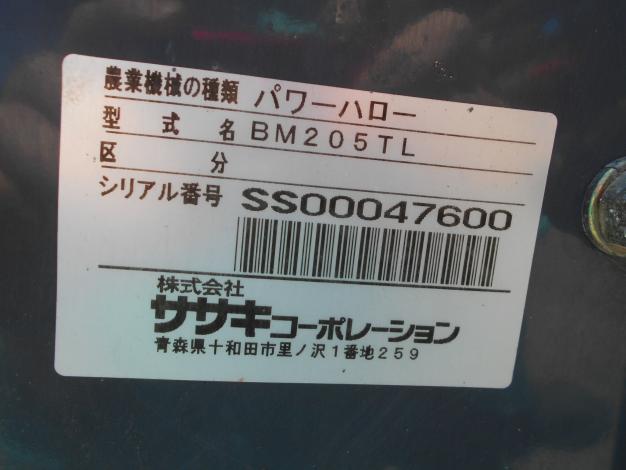 農業機械の種類 パワーハロー
型式名 BM205TL
区分
シリアル番号 SS00047600
株式会社
ササキコーポレーション
青森県十和田市里ノ沢1番地259